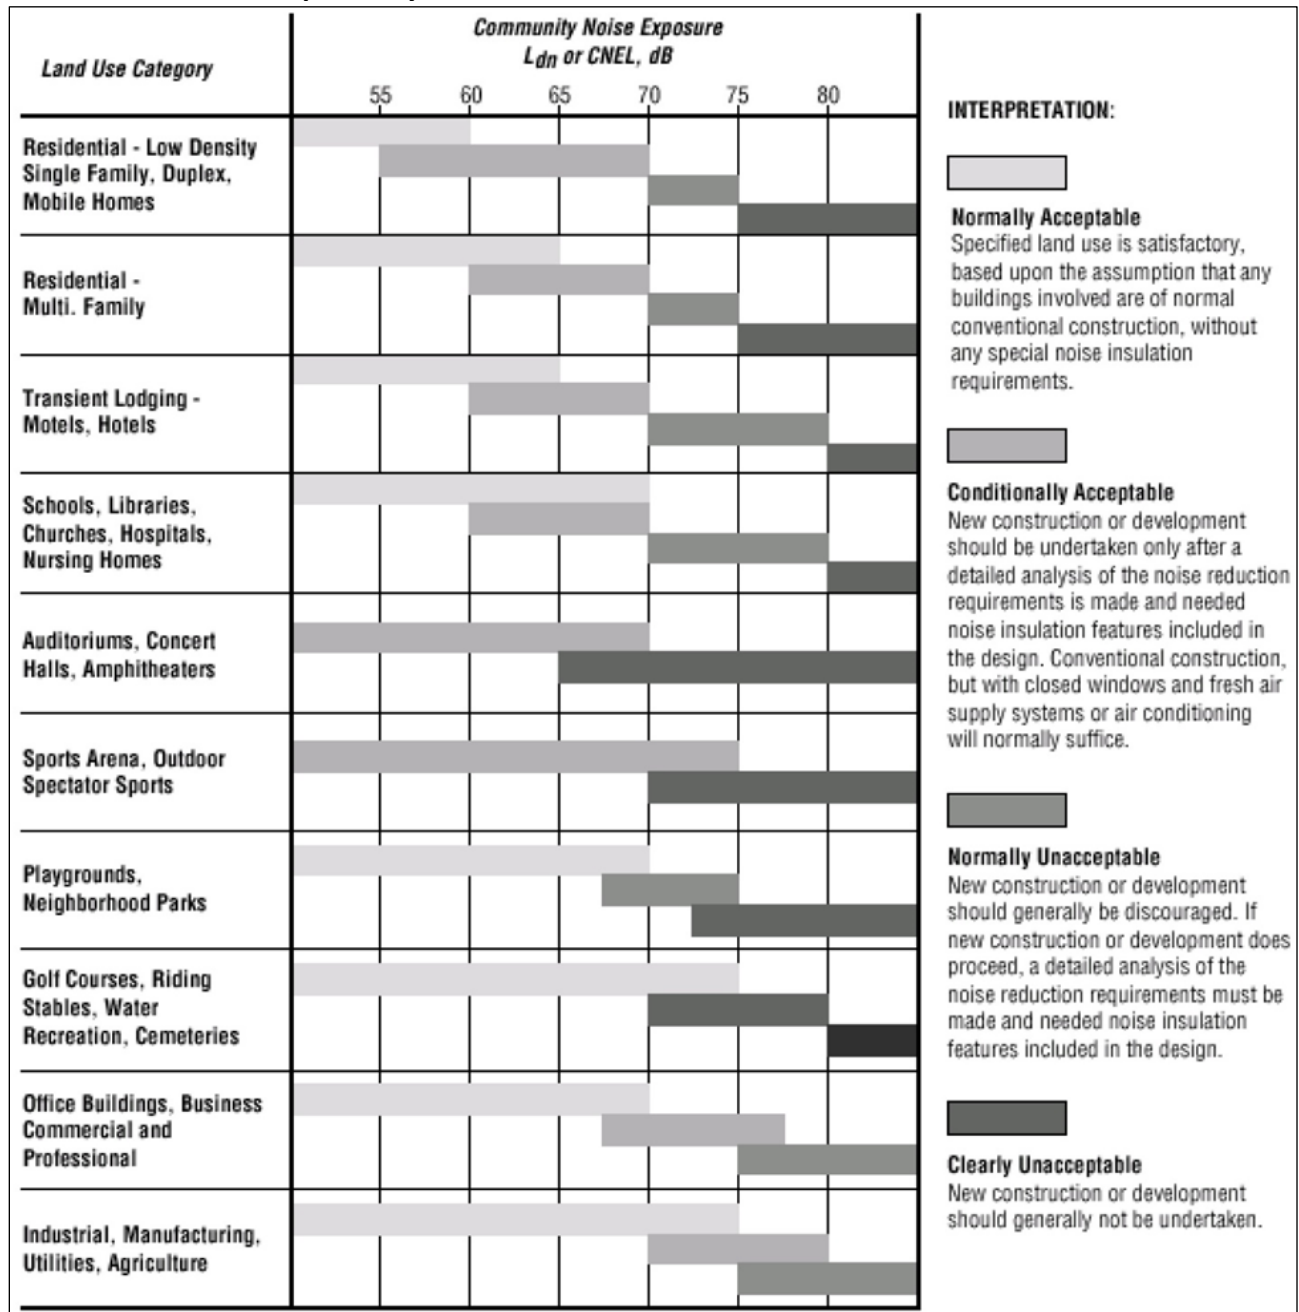 Community Noise Exposure
Ldn or CNEL, dB
Land Use Category
55 60 65 70 75 80
Residential - Low Density
Single Family, Duplex,
Mobile Homes
Residential -
Multi. Family
Transient Lodging -
Motels, Hotels
Schools, Libraries,
Churches, Hospitals,
Nursing Homes
Auditoriums, Concert
Halls, Amphitheaters
Sports Arena, Outdoor
Spectator Sports
Playgrounds,
Neighborhood Parks
Golf Courses, Riding
Stables, Water
Recreation, Cemeteries
Office Buildings, Business
Commercial and
Professional
Industrial, Manufacturing,
Utilities, Agriculture
INTERPRETATION:
Normally Acceptable
Specified land use is satisfactory,
based upon the assumption that any
buildings involved are of normal
conventional construction, without
any special noise insulation
requirements.
Conditionally Acceptable
New construction or development
should be undertaken only after a
detailed analysis of the noise reduction
requirements is made and needed
noise insulation features included in
the design. Conventional construction,
but with closed windows and fresh air
supply systems or air conditioning
will normally suffice.
Normally Unacceptable
New construction or development
should generally be discouraged. If
new construction or development does
proceed, a detailed analysis of the
noise reduction requirements must be
made and needed noise insulation
features included in the design.
Clearly Unacceptable
New construction or development
should generally not be undertaken.